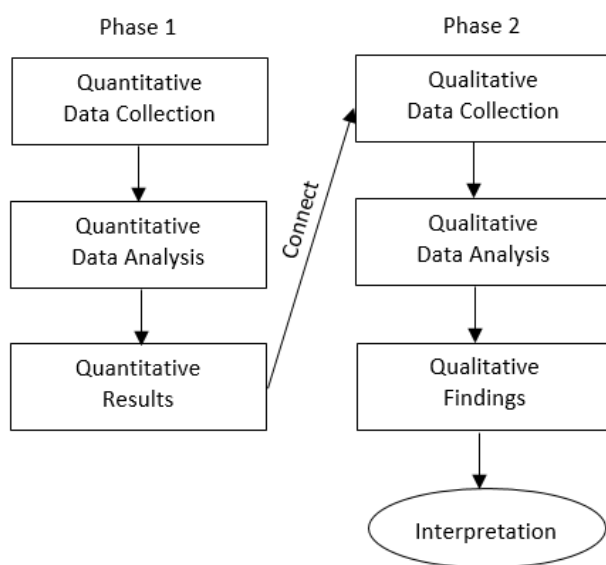 Phase 1
Quantitative
Data Collection
Quantitative
Data Analysis
Quantitative
Results
Connect
Phase 2
Qualitative
Data Collection
Qualitative
Data Analysis
Qualitative
Findings
Interpretation